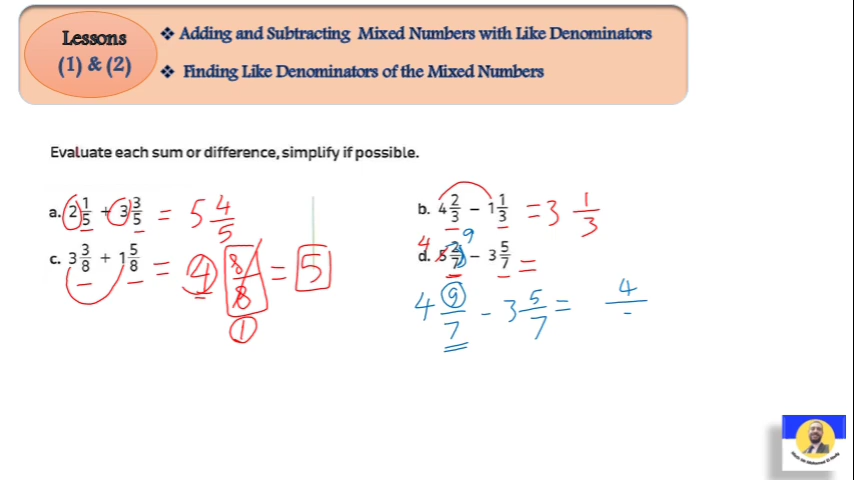 Lessons
(1) & (2)
❖ Adding and Subtracting Mixed Numbers with Like Denominators
❖ Finding Like Denominators of the Mixed Numbers
Evaluate each sum or difference, simplify if possible.
a. 2 1/5 + 3 3/5 = 5 4/5
b. 4 2/3 − 1 1/3 = 3 1/3
c. 3 3/8 + 1 5/8 = 4 8/8 = 5
1
4 9
d. 5 2/7 − 3 5/7 =
4 9/7 − 3 5/7 = 4/